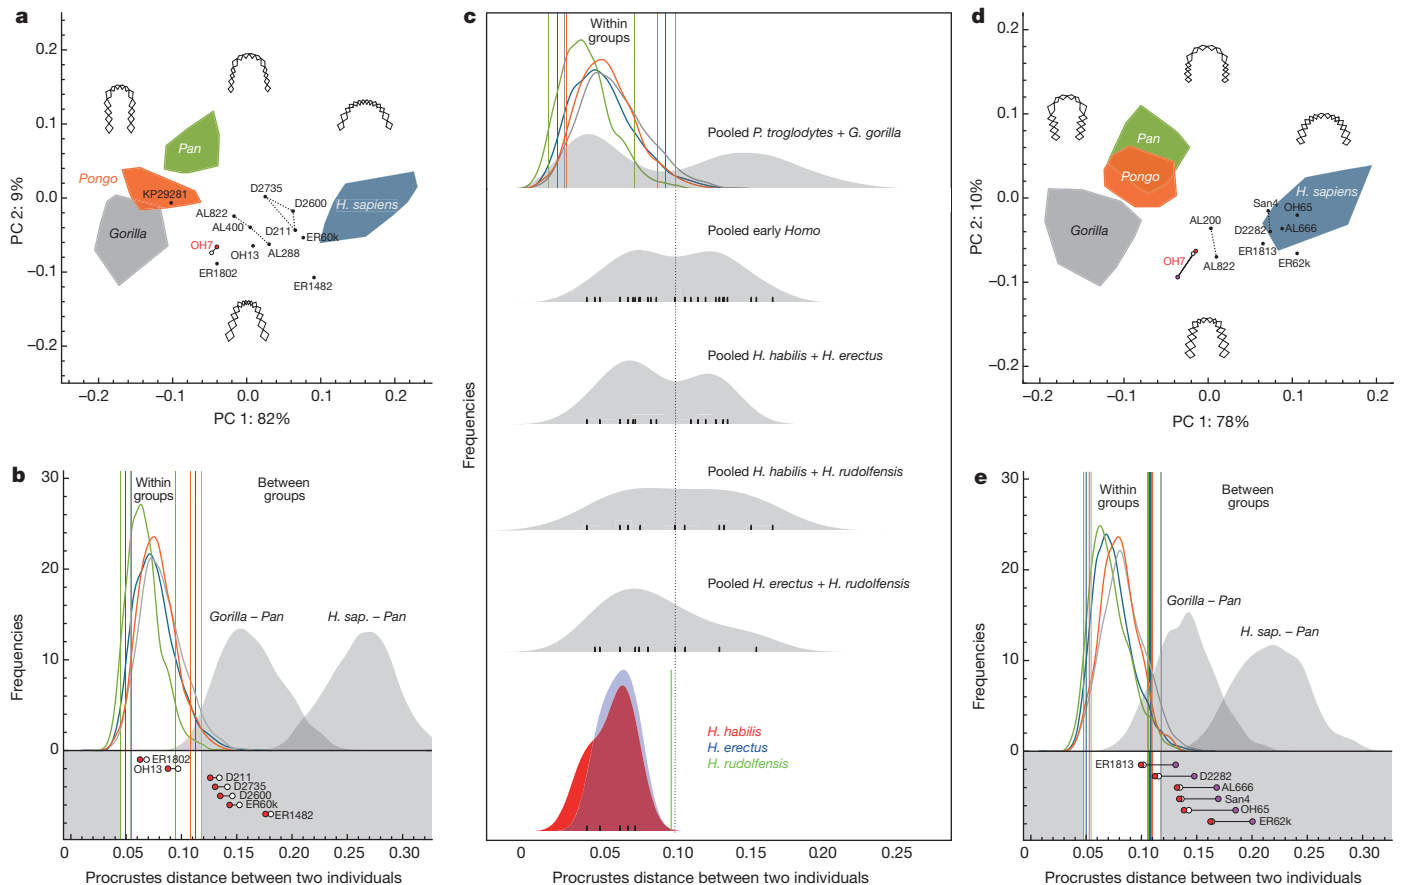 a
0.2
0.1
0.0
−0.1
−0.2
PC 2: 9%
−0.2
−0.1
0.0
0.1
0.2
PC 1: 82%
Pan
Pongo
KP29281
Gorilla
H. sapiens
D2735
D2600
AL822
AL400
D211
ER60k
OH7
OH13
AL288
ER1802
ER1482
b
30
20
10
0
Frequencies
Within
groups
Between
groups
Gorilla – Pan
H. sap. – Pan
ER1802
OH13
D211
D2735
D2600
ER60k
ER1482
0
0.05
0.10
0.15
0.20
0.25
0.30
Procrustes distance between two individuals
c
Within
groups
Pooled P. troglodytes + G. gorilla
Pooled early Homo
Pooled H. habilis + H. erectus
Pooled H. habilis + H. rudolfensis
Pooled H. erectus + H. rudolfensis
H. habilis
H. erectus
H. rudolfensis
Frequencies
0
0.05
0.10
0.15
0.20
0.25
Procrustes distance between two individuals
d
0.2
0.1
0.0
−0.1
−0.2
PC 2: 10%
−0.2
−0.1
0.0
0.1
0.2
PC 1: 78%
Pan
Pongo
Gorilla
H. sapiens
San4
OH65
AL200
D2282
AL666
ER1813
OH7
AL822
ER62k
e
30
20
10
0
Frequencies
Within
groups
Between
groups
Gorilla – Pan
H. sap. – Pan
ER1813
D2282
AL666
San4
OH65
ER62k
0
0.05
0.10
0.15
0.20
0.25
0.30
Procrustes distance between two individuals